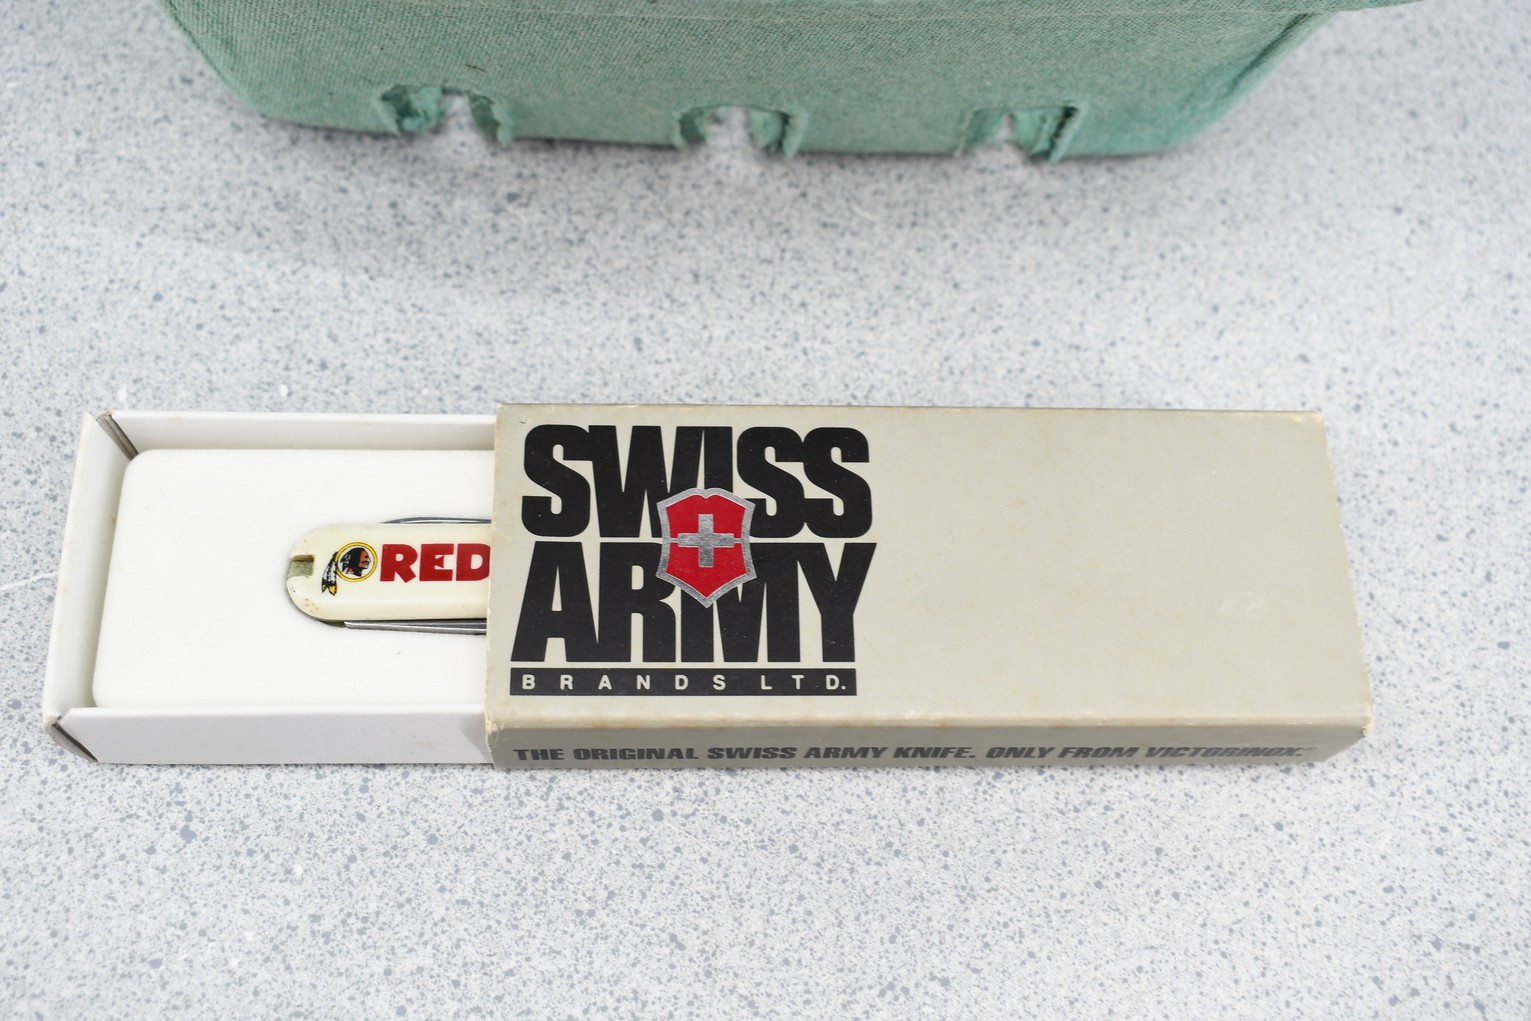 RED
SWISS
ARMY
BRANDS LTD.
THE ORIGINAL SWISS ARMY KNIFE. ONLY FROM VICTORINOX.®